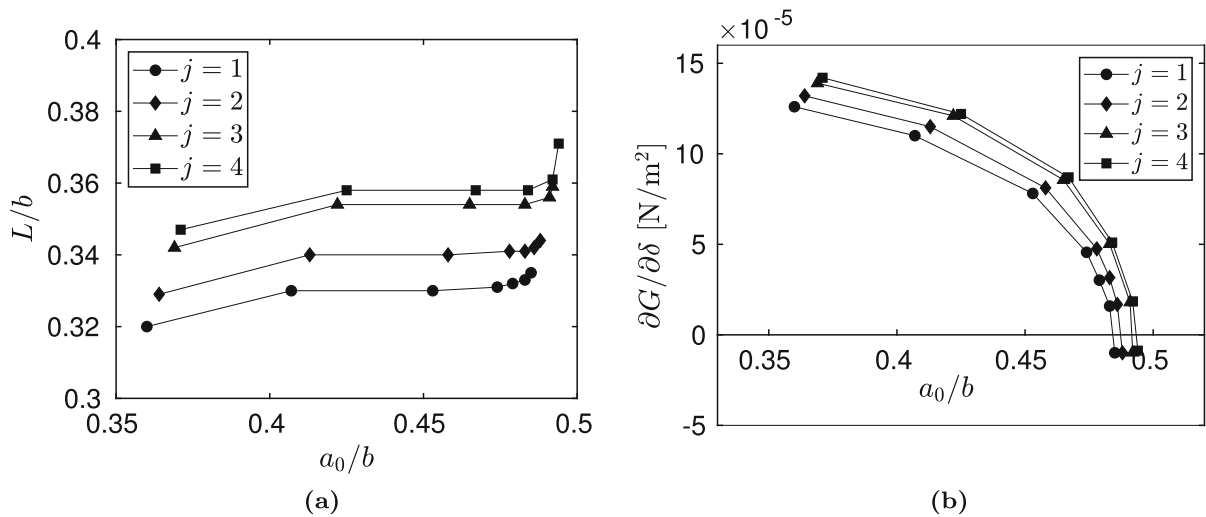 0.4
0.38
0.36
0.34
0.32
0.3
L/b
j = 1
j = 2
j = 3
j = 4
0.35
0.4
0.45
0.5
a₀/b
(a)
×10⁻⁵
15
10
5
0
-5
∂G/∂δ [N/m²]
j = 1
j = 2
j = 3
j = 4
0.35
0.4
0.45
0.5
a₀/b
(b)